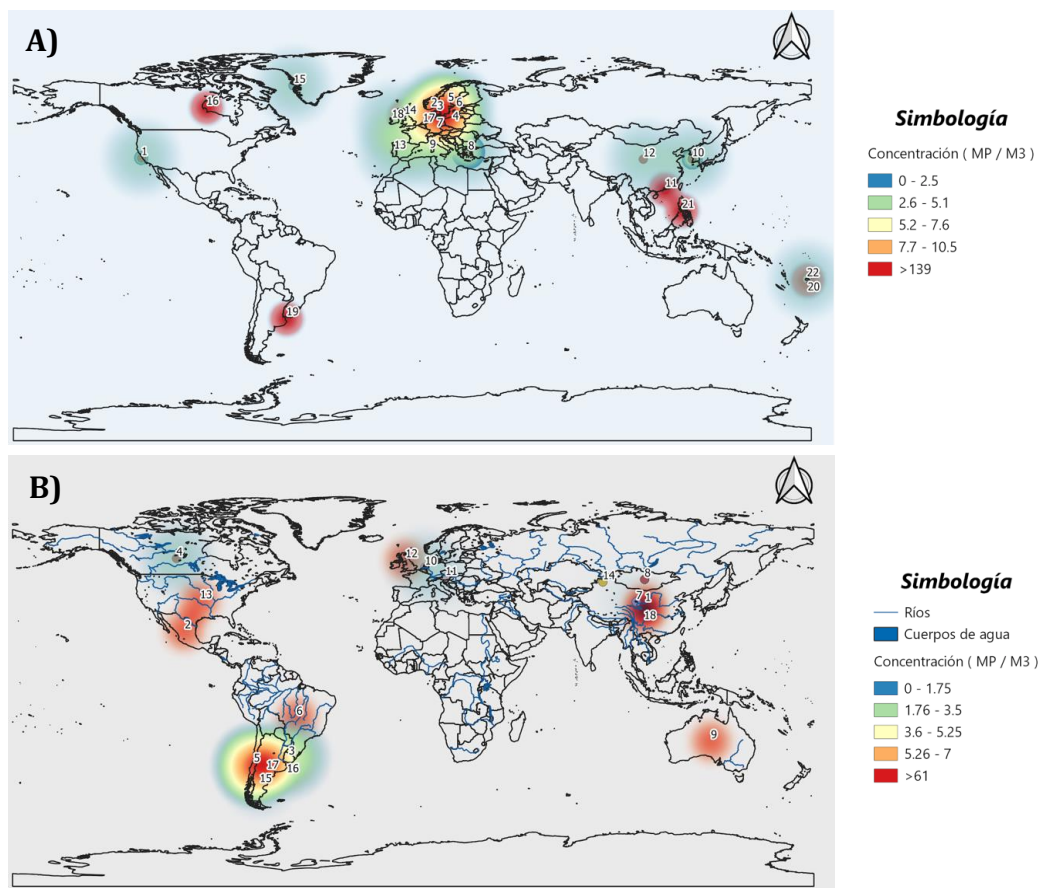 A)
15
16
14
18
2
3
5
6
17
7
4
13
9
8
1
12
10
11
21
22
20
19
Simbología
Concentración ( MP / M3 )
0 - 2.5
2.6 - 5.1
5.2 - 7.6
7.7 - 10.5
>139
B)
4
12
10
11
14
8
13
7
1
2
18
6
9
3
5
17
16
15
Simbología
Ríos
Cuerpos de agua
Concentración ( MP / M3 )
0 - 1.75
1.76 - 3.5
3.6 - 5.25
5.26 - 7
>61